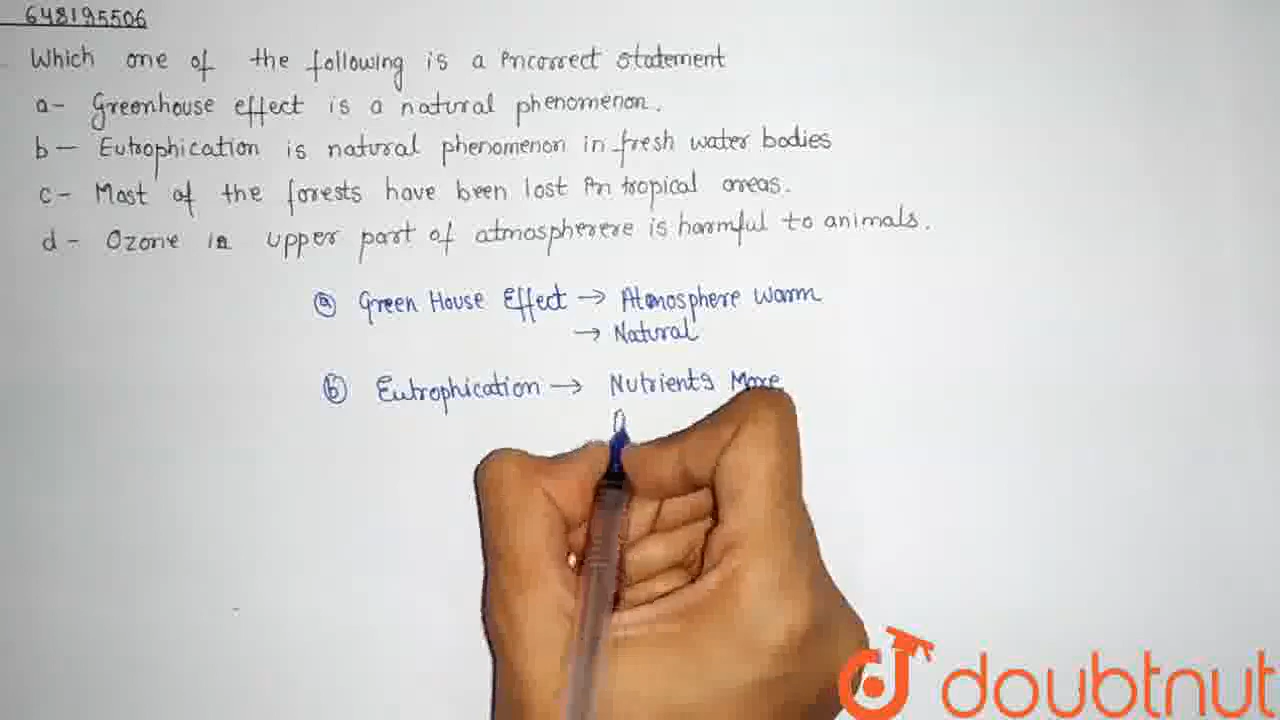 648195506
Which one of the following is a incorrect statement
a- Greenhouse effect is a natural phenomenon.
b- Eutrophication is natural phenomenon in fresh water bodies
c- Most of the forests have been lost in tropical areas.
d- Ozone in upper part of atmospherere is harmful to animals.
(a) Green House Effect → Atmosphere warm
→ Natural
(b) Eutrophication → Nutrients More
doubtnut